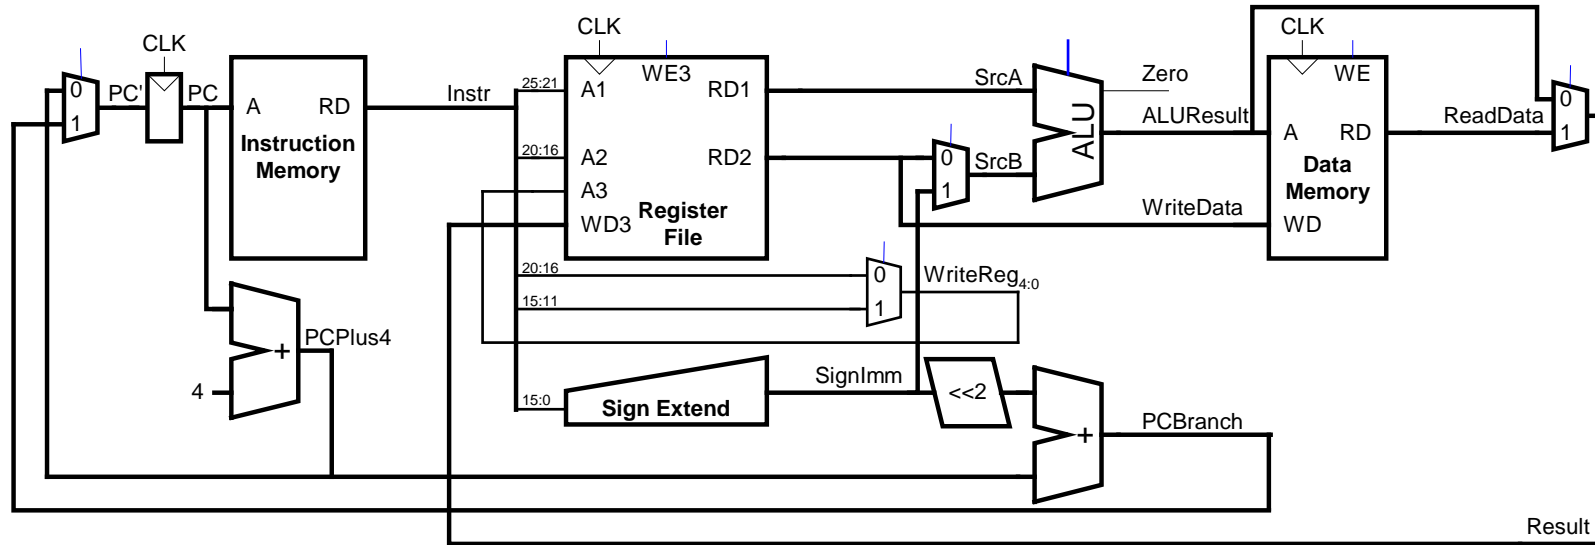 CLK
CLK
CLK
0
1
PC'
PC
A
RD
Instruction
Memory
Instr
25:21
20:16
A1
A2
A3
WD3
WE3
RD1
RD2
Register
File
SrcA
0
1
SrcB
ALU
Zero
ALUResult
WriteData
A
WE
RD
Data
Memory
WD
ReadData
0
1
20:16
15:11
0
1
WriteReg4:0
4
+
PCPlus4
15:0
Sign Extend
SignImm
<<2
+
PCBranch
Result